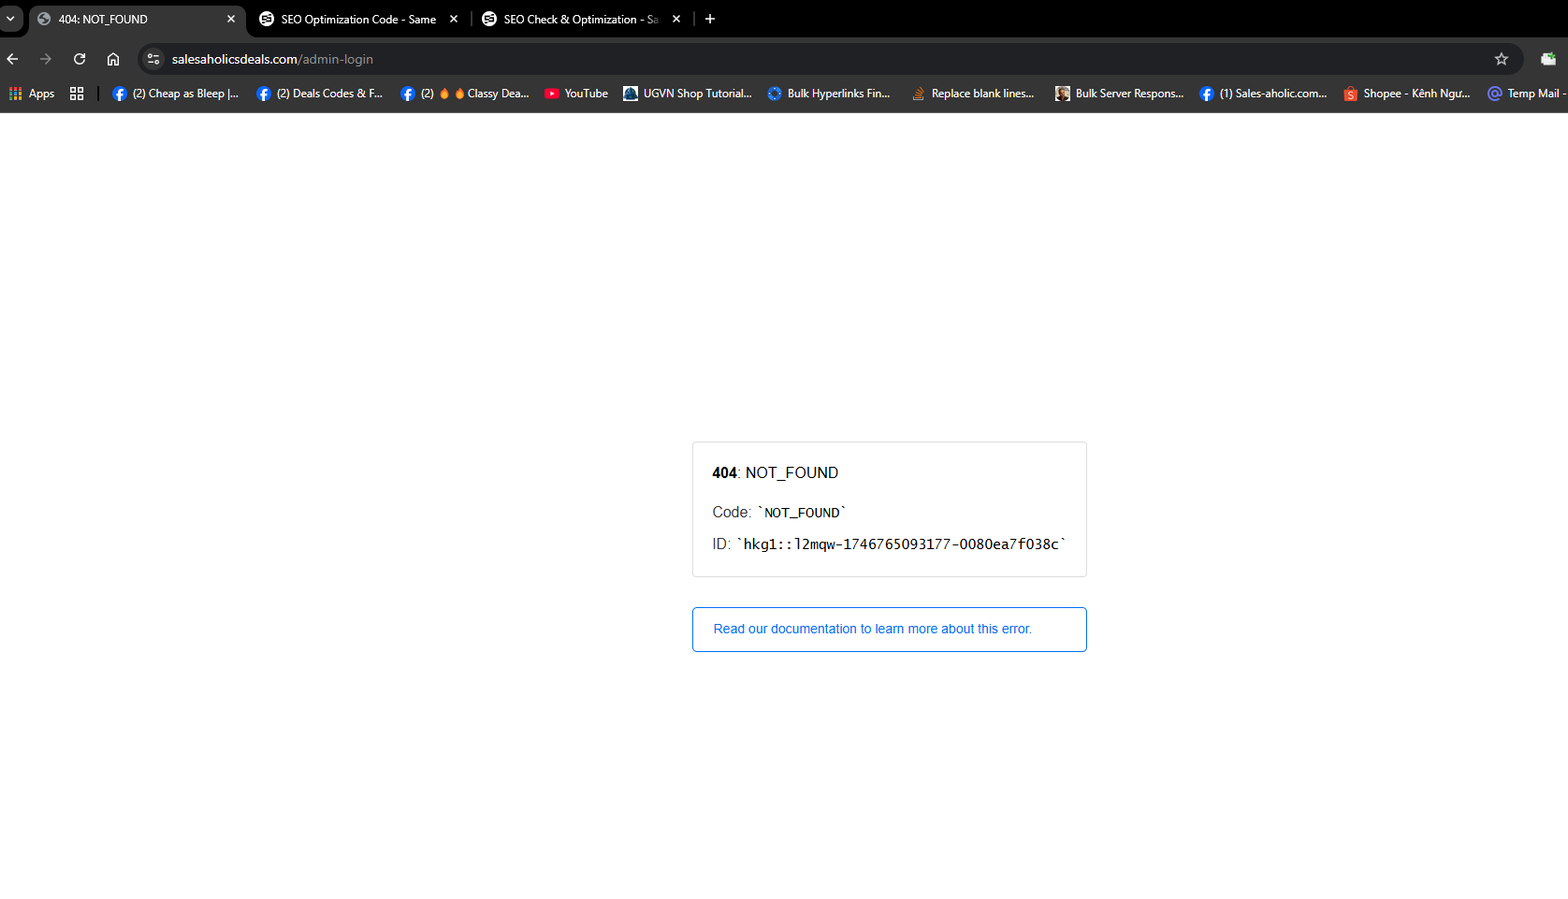 404: NOT_FOUND
SEO Optimization Code - Same
SEO Check & Optimization - Sa
salesaholicsdeals.com/admin-login
Apps
(2) Cheap as Bleep |...
(2) Deals Codes & F...
(2) 🔥🔥Classy Dea...
YouTube
UGVN Shop Tutorial...
Bulk Hyperlinks Fin...
Replace blank lines...
Bulk Server Respons...
(1) Sales-aholic.com...
Shopee - Kênh Ngư...
Temp Mail -
404: NOT_FOUND
Code: `NOT_FOUND`
ID: `hkg1::l2mqw-1746765093177-0080ea7f038c`
Read our documentation to learn more about this error.